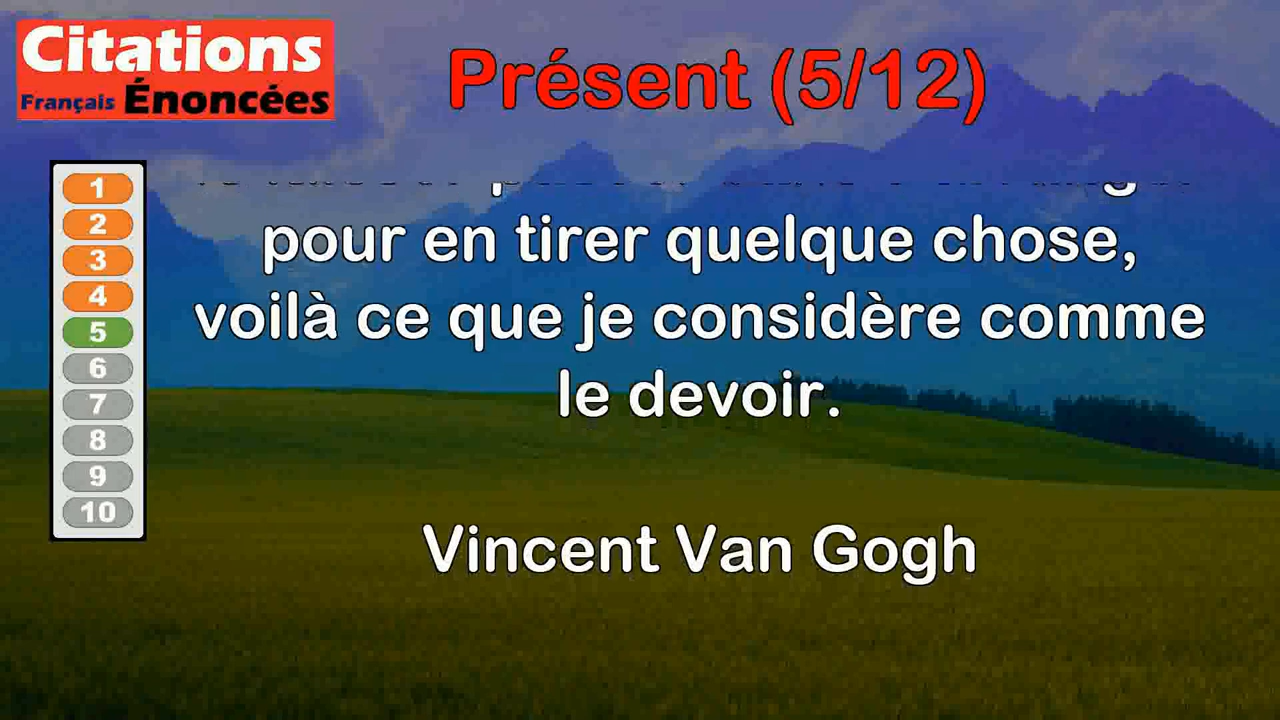 Citations
Français Énoncées
Présent (5/12)
1
2
3
4
5
6
7
8
9
10
pour en tirer quelque chose,
voilà ce que je considère comme
le devoir.
Vincent Van Gogh